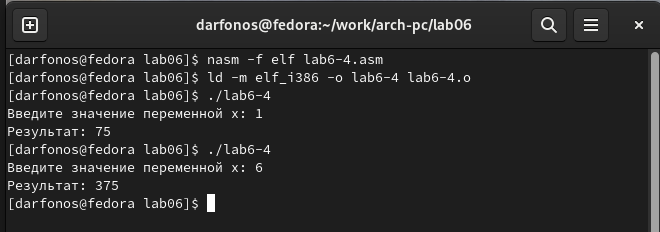 darfonos@fedora:~/work/arch-pc/lab06
[darfonos@fedora lab06]$ nasm -f elf lab6-4.asm
[darfonos@fedora lab06]$ ld -m elf_i386 -o lab6-4 lab6-4.o
[darfonos@fedora lab06]$ ./lab6-4
Введите значение переменной x: 1
Результат: 75
[darfonos@fedora lab06]$ ./lab6-4
Введите значение переменной x: 6
Результат: 375
[darfonos@fedora lab06]$